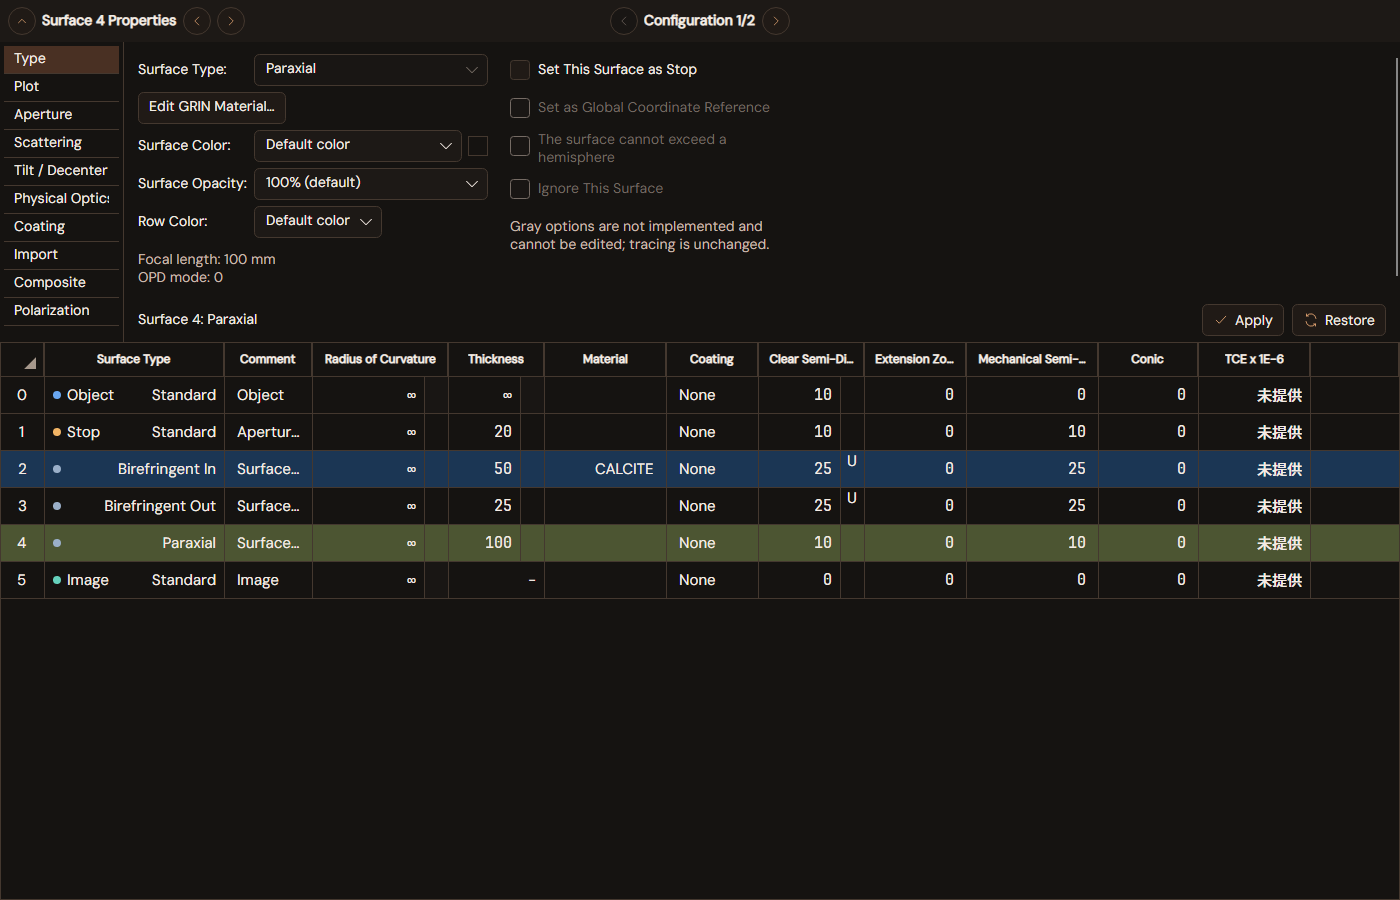 Surface 4 Properties
Configuration 1/2
Type
Plot
Aperture
Scattering
Tilt / Decenter
Physical Optics
Coating
Import
Composite
Polarization
Surface Type: Paraxial
Edit GRIN Material...
Surface Color: Default color
Surface Opacity: 100% (default)
Row Color: Default color
Focal length: 100 mm
OPD mode: 0
Surface 4: Paraxial
Set This Surface as Stop
Set as Global Coordinate Reference
The surface cannot exceed a
hemisphere
Ignore This Surface
Gray options are not implemented and
cannot be edited; tracing is unchanged.
Apply Restore
Surface Type Comment Radius of Curvature Thickness Material Coating Clear Semi-Di... Extension Zo... Mechanical Semi-... Conic TCE x 1E-6
0 Object Standard Object ∞ ∞ None 10 0 0 0 未提供
1 Stop Standard Apertur... ∞ 20 None 10 0 10 0 未提供
2 Birefringent In Surface... ∞ 50 CALCITE None 25 U 0 25 0 未提供
3 Birefringent Out Surface... ∞ 25 None 25 U 0 25 0 未提供
4 Paraxial Surface... ∞ 100 None 10 0 10 0 未提供
5 Image Standard Image ∞ - None 0 0 0 0 未提供